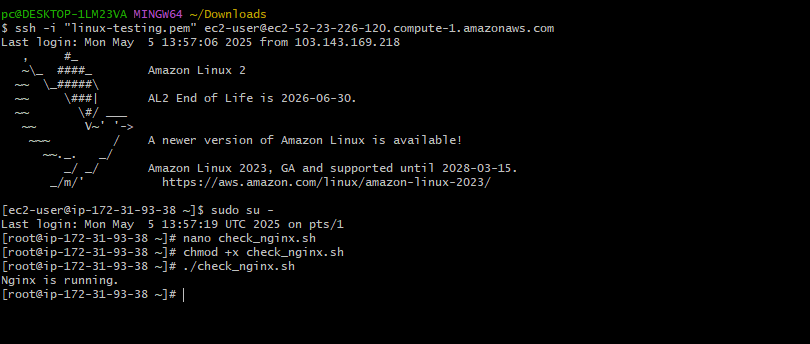 pc@DESKTOP-1LM23VA MINGW64 ~/Downloads
$ ssh -i "linux-testing.pem" ec2-user@ec2-52-23-226-120.compute-1.amazonaws.com
Last login: Mon May  5 13:57:06 2025 from 103.143.169.218
   ,     #_
   ~\_  ####_        Amazon Linux 2
  ~~  \_#####\
  ~~     \###|       AL2 End of Life is 2026-06-30.
  ~~       \#/ ___
   ~~       V~' '->
    ~~~         /    A newer version of Amazon Linux is available!
      ~~._.   _/
         _/ _/       Amazon Linux 2023, GA and supported until 2028-03-15.
       _/m/'           https://aws.amazon.com/linux/amazon-linux-2023/
[ec2-user@ip-172-31-93-38 ~]$ sudo su -
Last login: Mon May  5 13:57:19 UTC 2025 on pts/1
[root@ip-172-31-93-38 ~]# nano check_nginx.sh
[root@ip-172-31-93-38 ~]# chmod +x check_nginx.sh
[root@ip-172-31-93-38 ~]# ./check_nginx.sh
Nginx is running.
[root@ip-172-31-93-38 ~]#